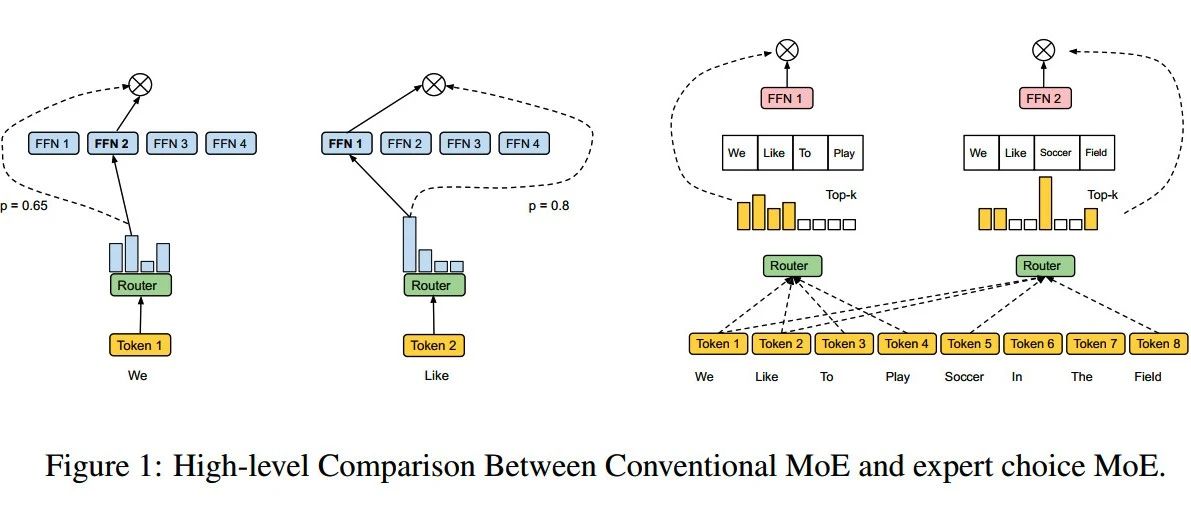 FFN 1 FFN 2 FFN 3 FFN 4
p = 0.65
Router
Token 1
We
FFN 1 FFN 2 FFN 3 FFN 4
p = 0.8
Router
Token 2
Like
FFN 1
We Like To Play
Top-k
Router
FFN 2
We Like Soccer Field
Top-k
Router
Token 1 Token 2 Token 3 Token 4 Token 5 Token 6 Token 7 Token 8
We Like To Play Soccer In The Field
Figure 1: High-level Comparison Between Conventional MoE and expert choice MoE.